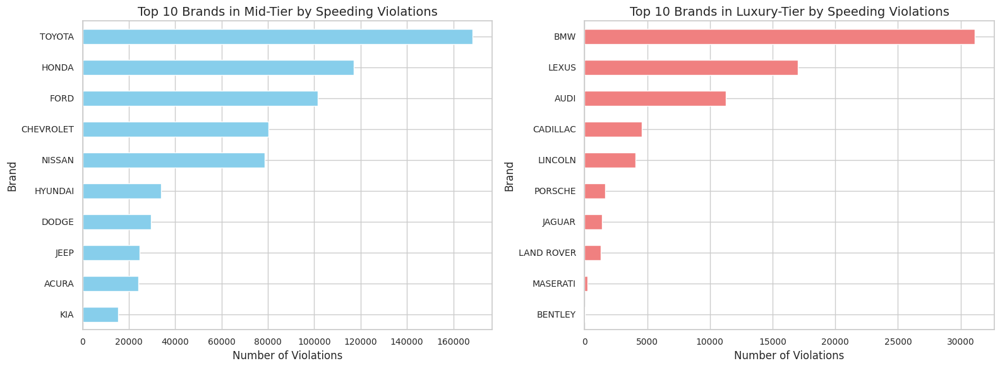 Top 10 Brands in Mid-Tier by Speeding Violations
Brand
TOYOTA
HONDA
FORD
CHEVROLET
NISSAN
HYUNDAI
DODGE
JEEP
ACURA
KIA
0 20000 40000 60000 80000 100000 120000 140000 160000
Number of Violations
Top 10 Brands in Luxury-Tier by Speeding Violations
Brand
BMW
LEXUS
AUDI
CADILLAC
LINCOLN
PORSCHE
JAGUAR
LAND ROVER
MASERATI
BENTLEY
0 5000 10000 15000 20000 25000 30000
Number of Violations